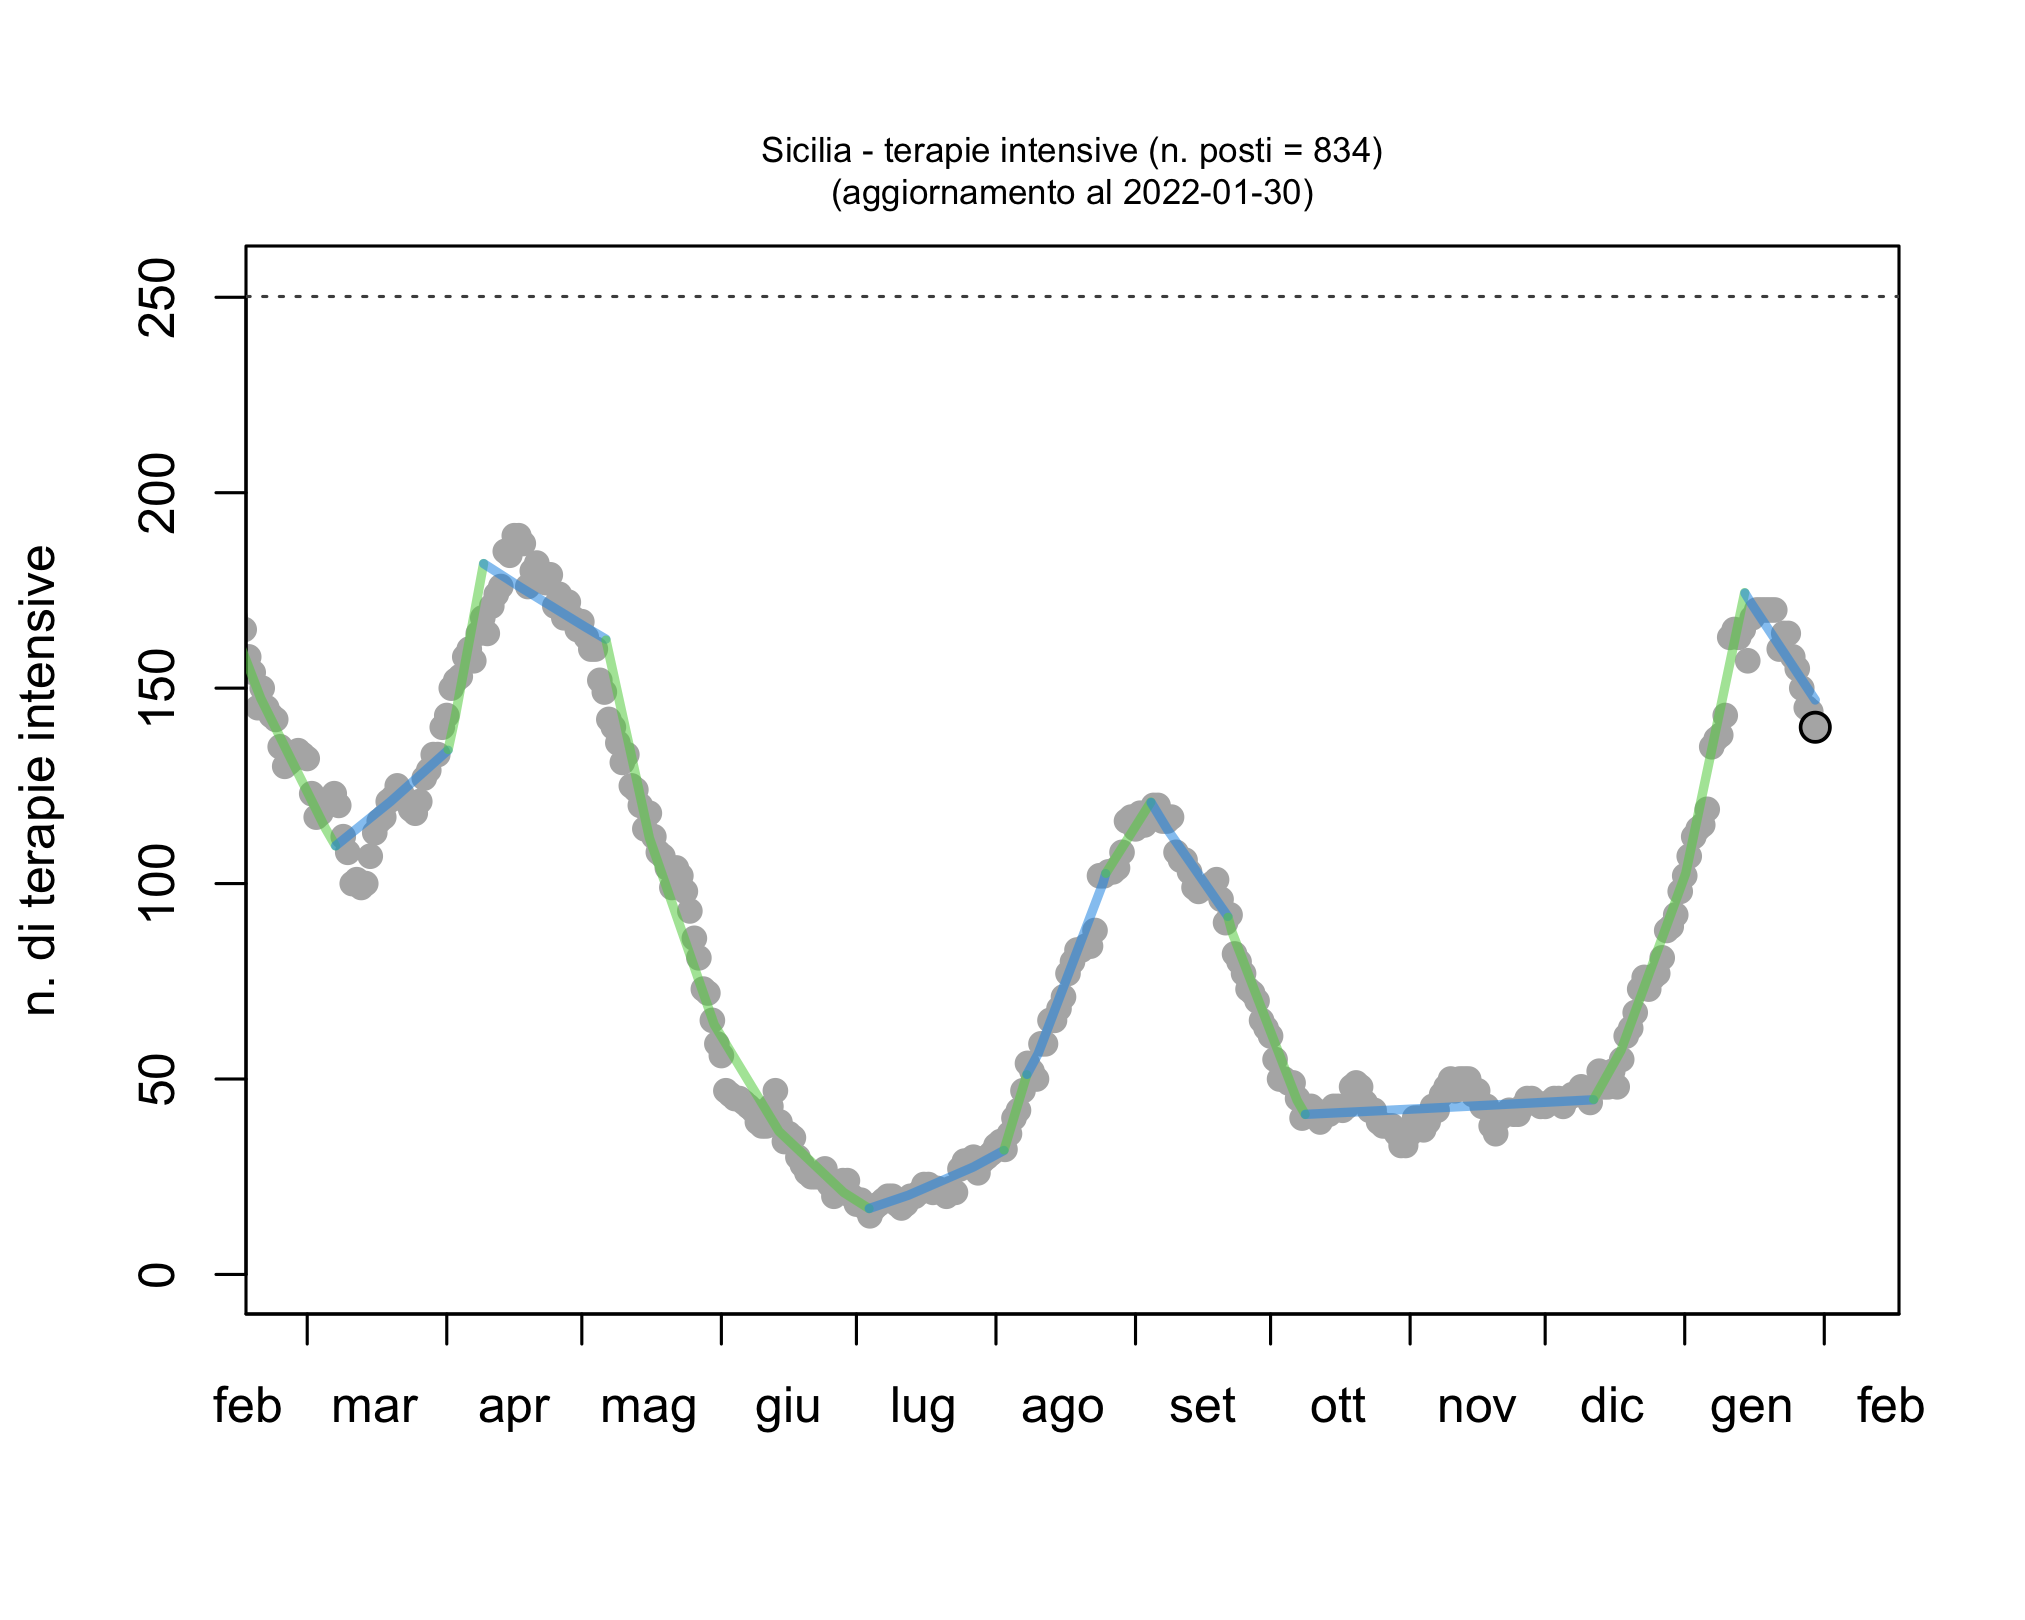 Sicilia - terapie intensive (n. posti = 834)
(aggiornamento al 2022-01-30)
n. di terapie intensive
250
200
150
100
50
0
feb mar apr mag giu lug ago set ott nov dic gen feb